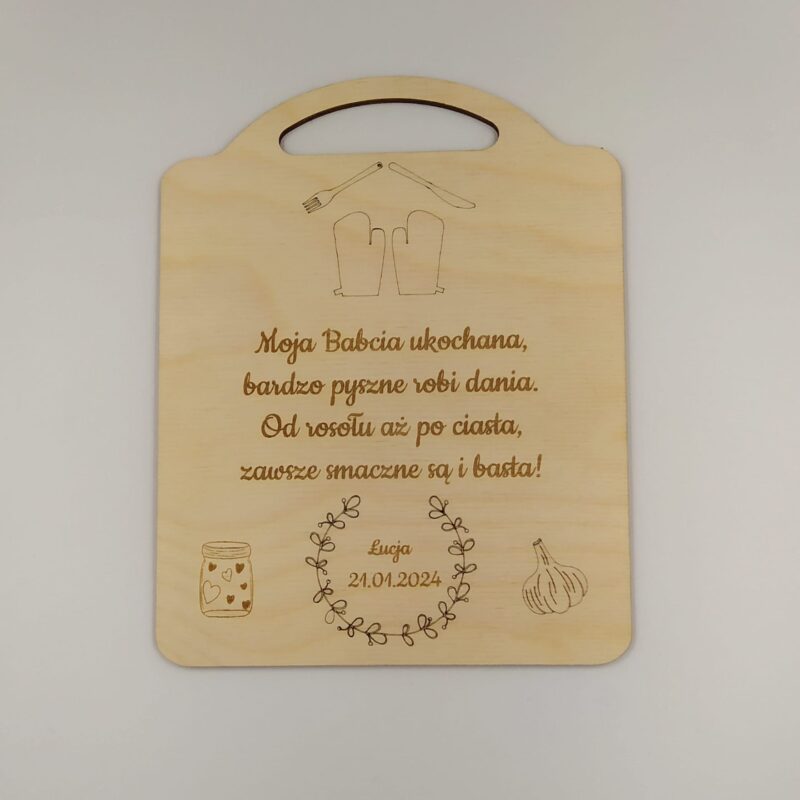 Moja Babcia ukochana,
bardzo pyszne robi dania.
Od rosołu aż po ciasta,
zawsze smaczne są i basta!
Łucja
21.01.2024